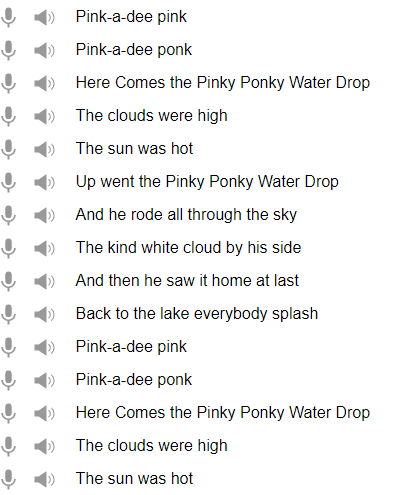 Pink-a-dee pink
Pink-a-dee ponk
Here Comes the Pinky Ponky Water Drop
The clouds were high
The sun was hot
Up went the Pinky Ponky Water Drop
And he rode all through the sky
The kind white cloud by his side
And then he saw it home at last
Back to the lake everybody splash
Pink-a-dee pink
Pink-a-dee ponk
Here Comes the Pinky Ponky Water Drop
The clouds were high
The sun was hot